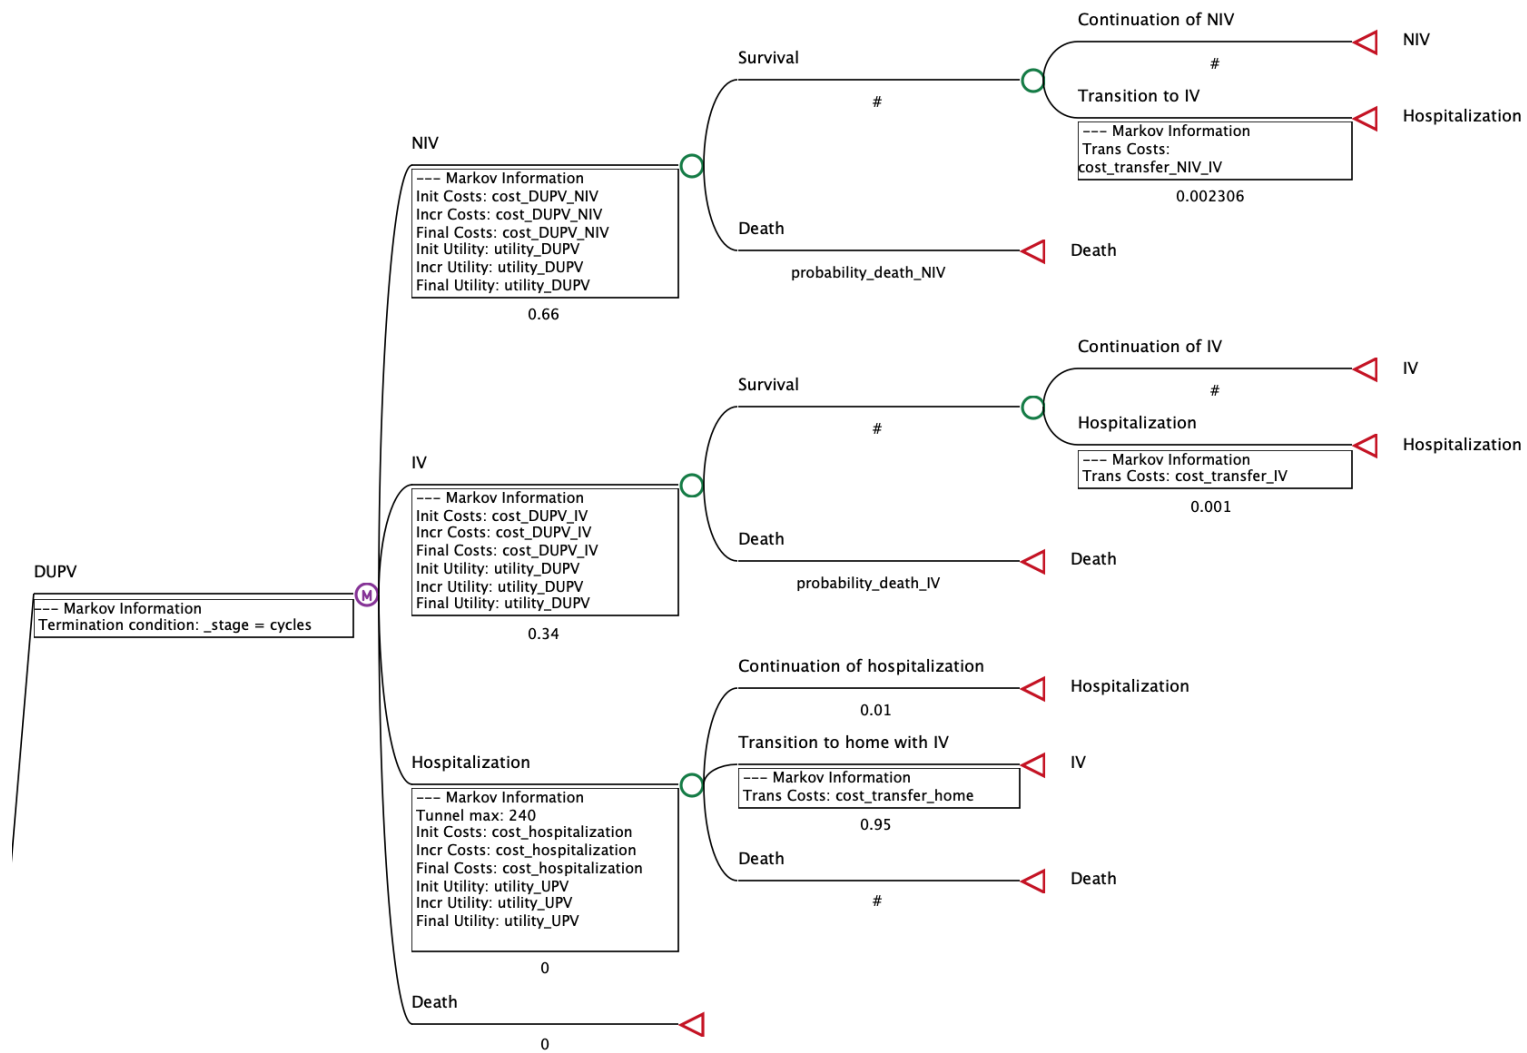 Continuation of NIV
NIV
#
Survival
#
Transition to IV
Hospitalization
--- Markov Information
Trans Costs:
cost_transfer_NIV_IV
0.002306
NIV
--- Markov Information
Init Costs: cost_DUPV_NIV
Incr Costs: cost_DUPV_NIV
Final Costs: cost_DUPV_NIV
Init Utility: utility_DUPV
Incr Utility: utility_DUPV
Final Utility: utility_DUPV
0.66
Death
Death
probability_death_NIV
Continuation of IV
IV
#
Survival
#
Hospitalization
Hospitalization
--- Markov Information
Trans Costs: cost_transfer_IV
0.001
IV
--- Markov Information
Init Costs: cost_DUPV_IV
Incr Costs: cost_DUPV_IV
Final Costs: cost_DUPV_IV
Init Utility: utility_DUPV
Incr Utility: utility_DUPV
Final Utility: utility_DUPV
0.34
Death
Death
probability_death_IV
DUPV
M
--- Markov Information
Termination condition: _stage = cycles
Continuation of hospitalization
Hospitalization
0.01
Transition to home with IV
IV
--- Markov Information
Trans Costs: cost_transfer_home
0.95
Hospitalization
--- Markov Information
Tunnel max: 240
Init Costs: cost_hospitalization
Incr Costs: cost_hospitalization
Final Costs: cost_hospitalization
Init Utility: utility_UPV
Incr Utility: utility_UPV
Final Utility: utility_UPV
0
Death
Death
#
Death
0